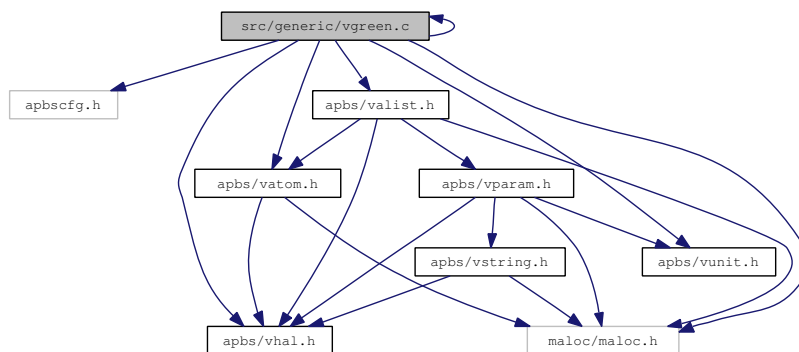 src/generic/vgreen.c
apbscfg.h
apbs/valist.h
apbs/vatom.h
apbs/vparam.h
apbs/vstring.h
apbs/vunit.h
apbs/vhal.h
maloc/maloc.h